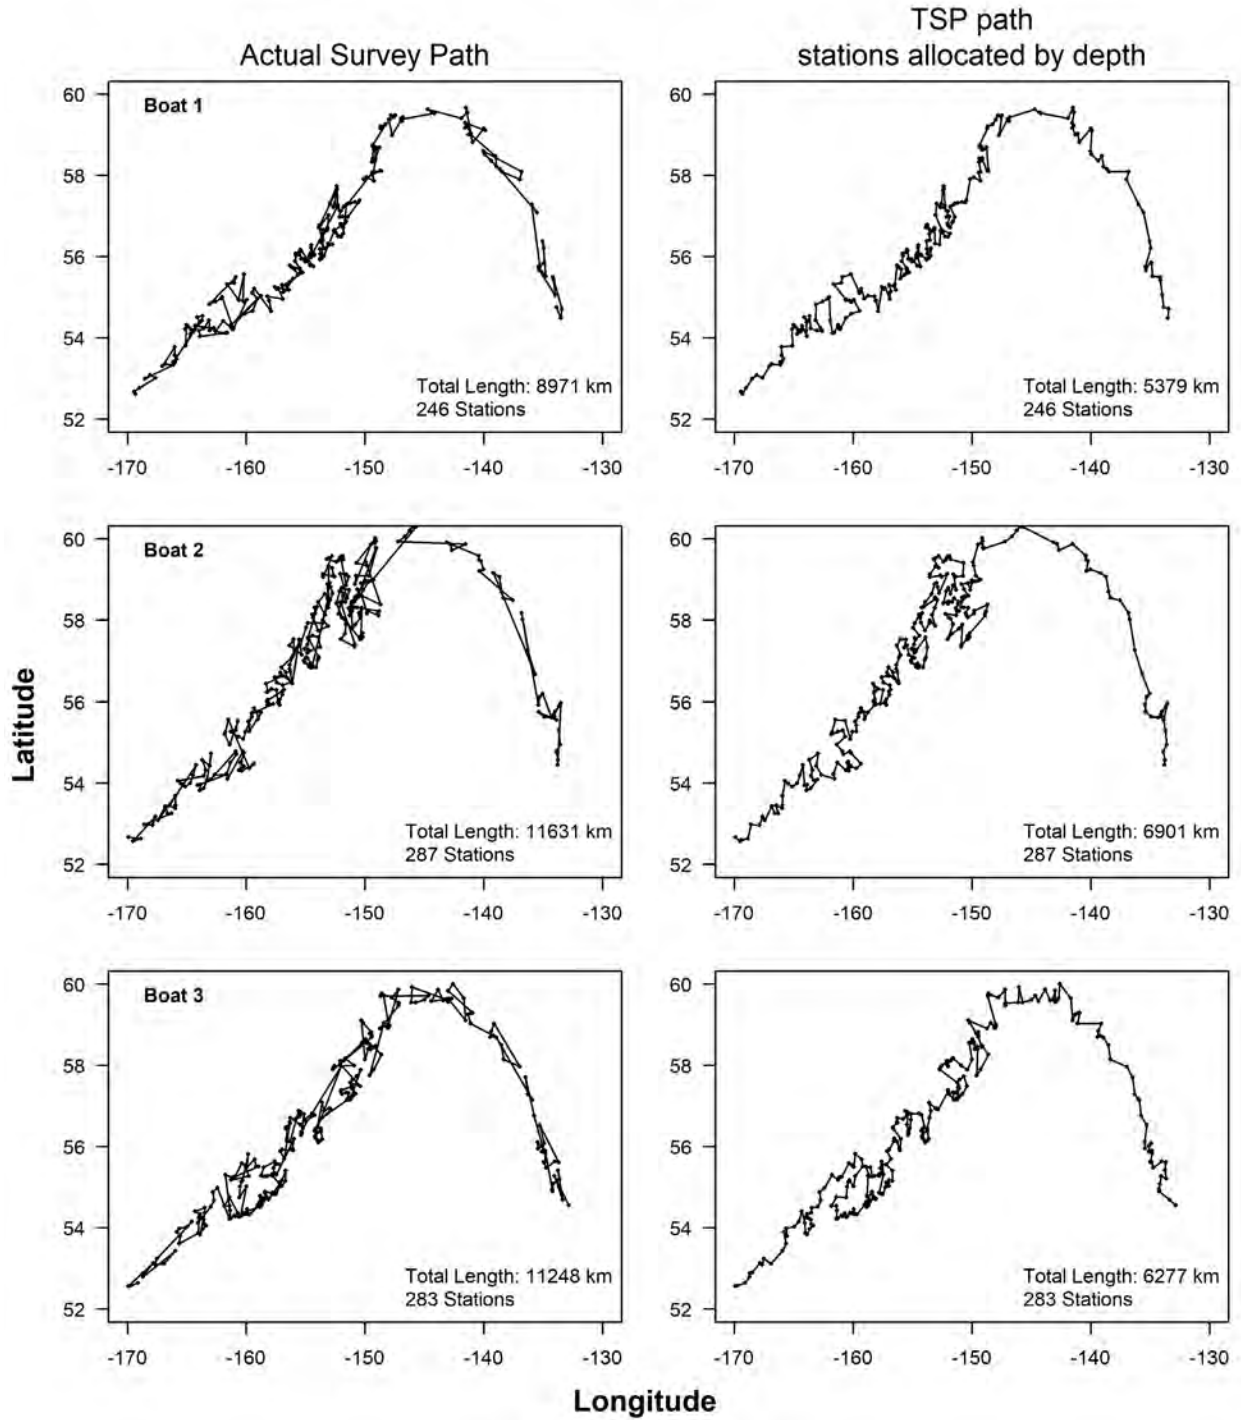 Actual Survey Path
TSP path
stations allocated by depth
60
58
56
54
52
Boat 1
Total Length: 8971 km
246 Stations
-170 -160 -150 -140 -130
60
58
56
54
52
Total Length: 5379 km
246 Stations
-170 -160 -150 -140 -130
Latitude
60
58
56
54
52
Boat 2
Total Length: 11631 km
287 Stations
-170 -160 -150 -140 -130
60
58
56
54
52
Total Length: 6901 km
287 Stations
-170 -160 -150 -140 -130
60
58
56
54
52
Boat 3
Total Length: 11248 km
283 Stations
-170 -160 -150 -140 -130
60
58
56
54
52
Total Length: 6277 km
283 Stations
-170 -160 -150 -140 -130
Longitude